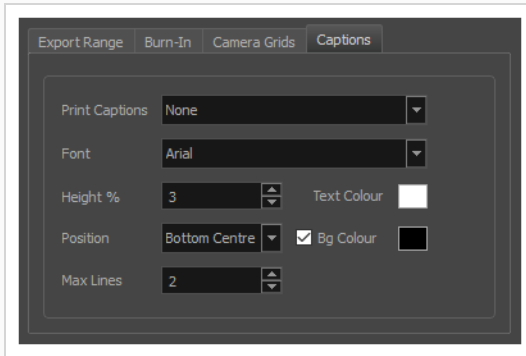 Export Range Burn-In Camera Grids Captions
Print Captions None
Font Arial
Height % 3 Text Colour
Position Bottom Centre Bg Colour
Max Lines 2